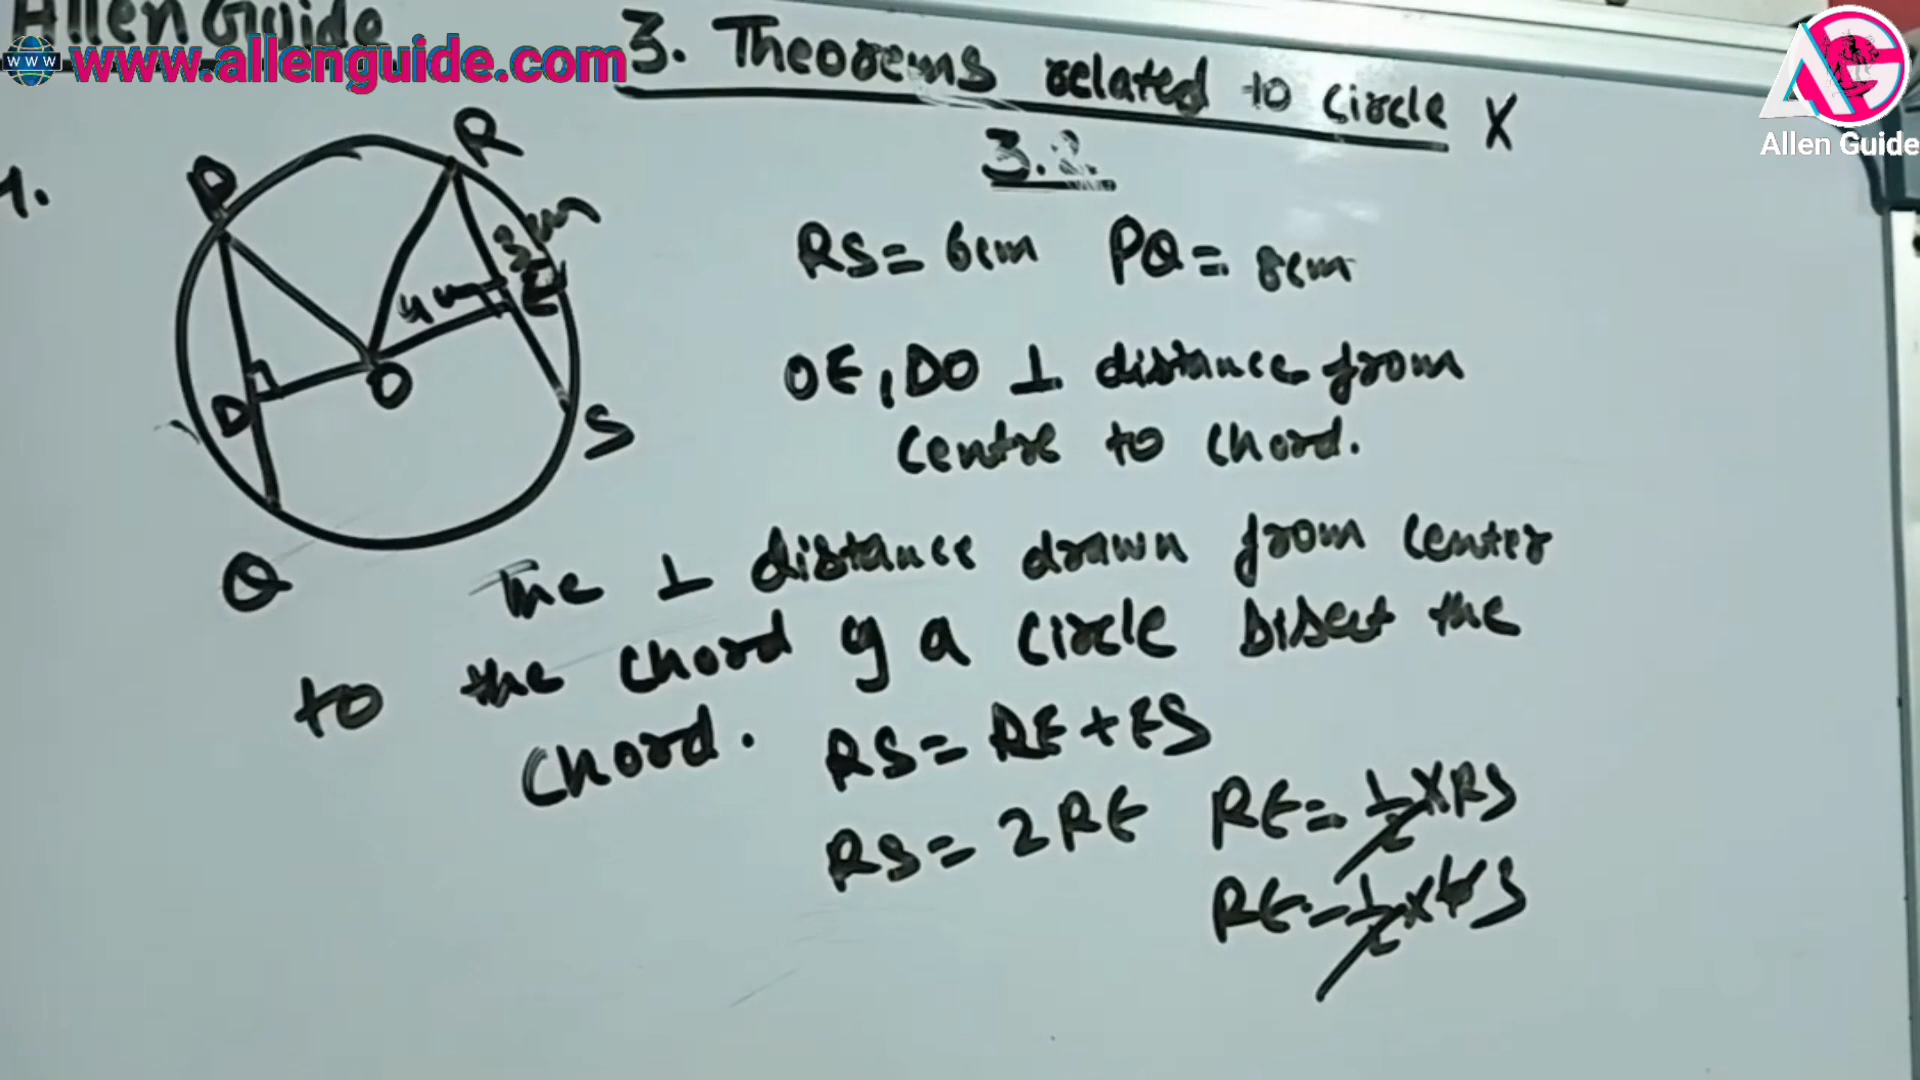 Allen Guide
www.allenguide.com
3. Theorems related to circle X
3.2
1.
P
R
3cm
4cm
E
O
D
S
Q
RS = 6cm PQ = 8cm
OE, DO ⊥ distance from
centre to chord.
The ⊥ distance drawn from center
to the chord of a circle bisect the
chord.
RS = RE + ES
RS = 2RE RE = 1/2 × RS
RE = 1/2 ×
WWW
AG
Allen Guide